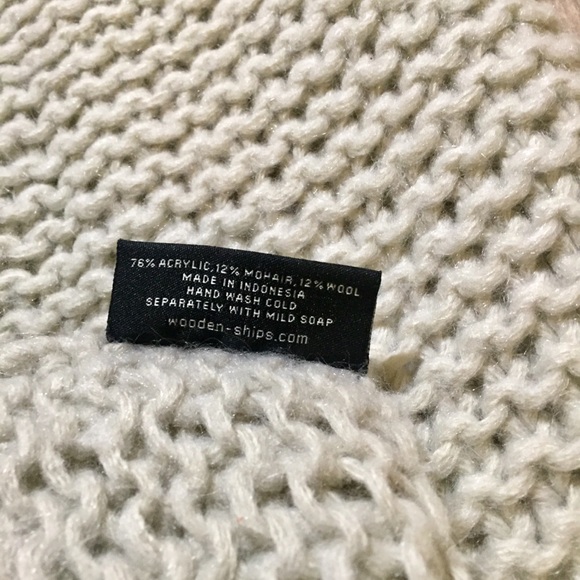 76% ACRYLIC, 12% MOHAIR, 12% WOOL
MADE IN INDONESIA
HAND WASH COLD
SEPARATELY WITH MILD SOAP
wooden-ships.com